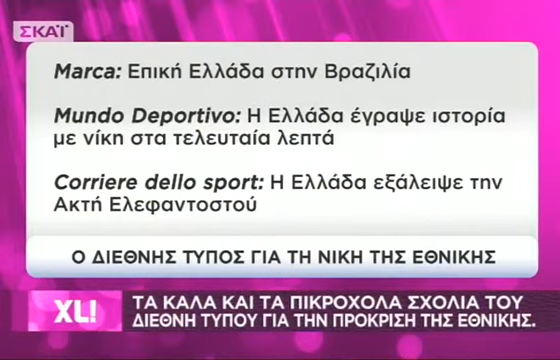 ΣΚΑΪ
Marca: Επική Ελλάδα στην Βραζιλία
Mundo Deportivo: Η Ελλάδα έγραψε ιστορία
με νίκη στα τελευταία λεπτά
Corriere dello sport: Η Ελλάδα εξάλειψε την
Ακτή Ελεφαντοστού
Ο ΔΙΕΘΝΗΣ ΤΥΠΟΣ ΓΙΑ ΤΗ ΝΙΚΗ ΤΗΣ ΕΘΝΙΚΗΣ
XL!
ΤΑ ΚΑΛΑ ΚΑΙ ΤΑ ΠΙΚΡΟΧΟΛΑ ΣΧΟΛΙΑ ΤΟΥ
ΔΙΕΘΝΗ ΤΥΠΟΥ ΓΙΑ ΤΗΝ ΠΡΟΚΡΙΣΗ ΤΗΣ ΕΘΝΙΚΗΣ.